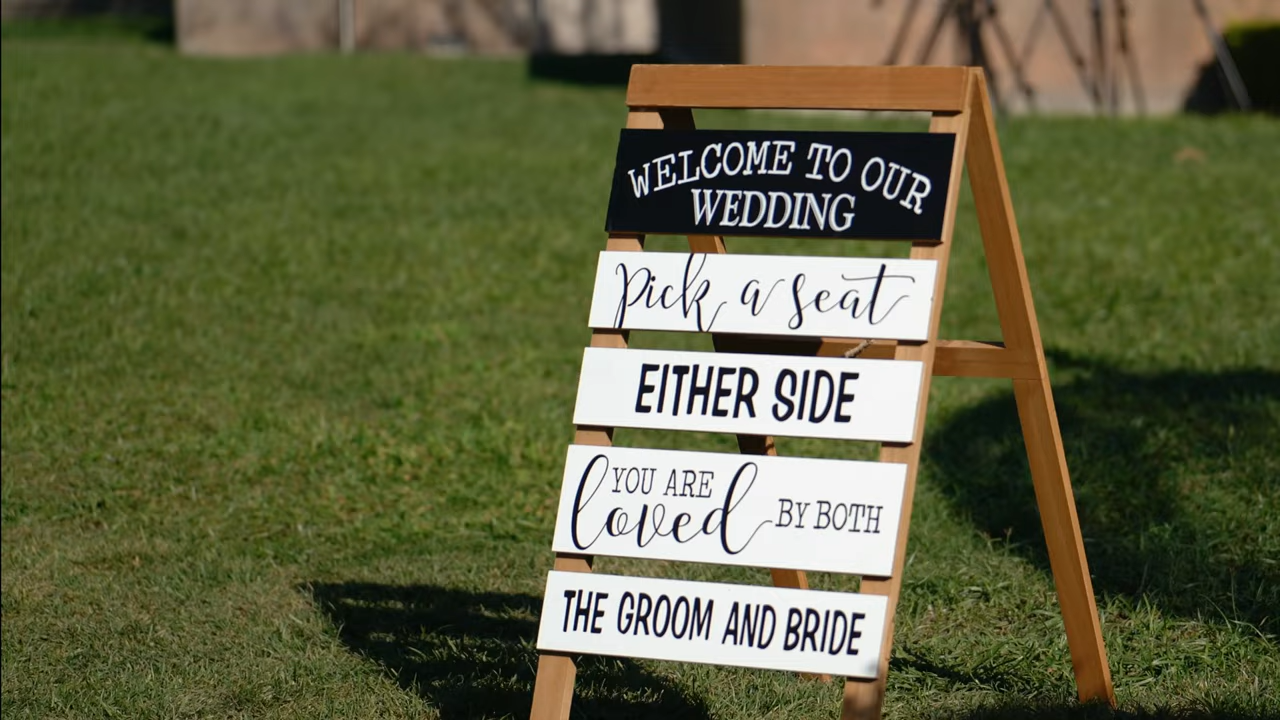 WELCOME TO OUR
WEDDING
Pick a seat
EITHER SIDE
YOU ARE
loved BY BOTH
THE GROOM AND BRIDE